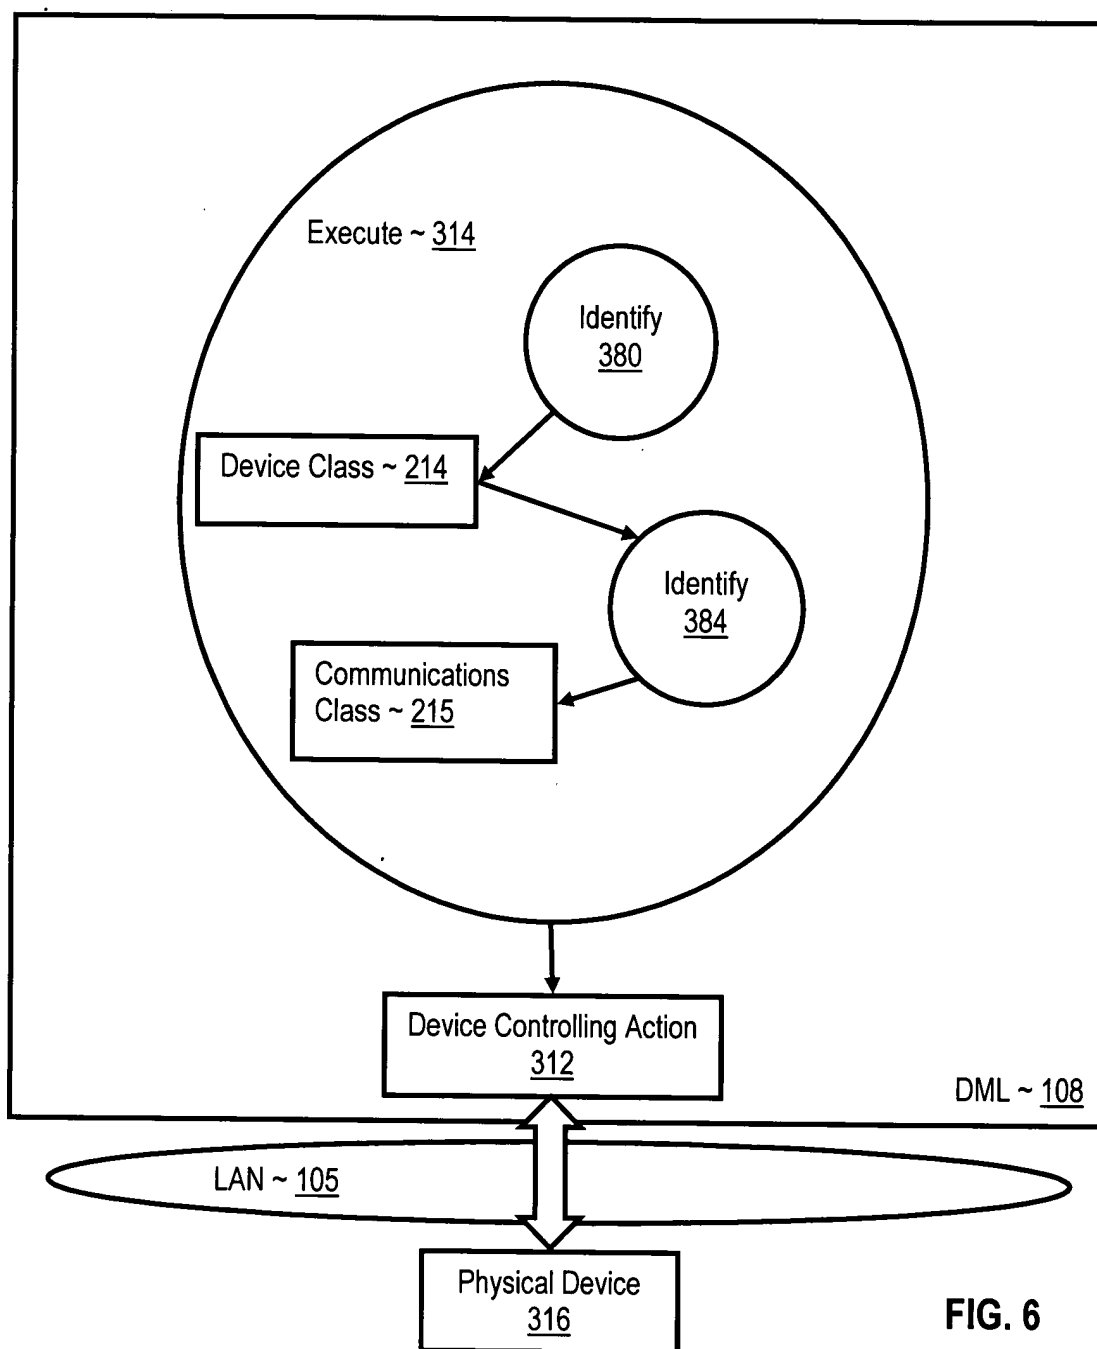 Execute ~ 314
Identify
380
Device Class ~ 214
Identify
384
Communications
Class ~ 215
Device Controlling Action
312
DML ~ 108
LAN ~ 105
Physical Device
316
FIG. 6